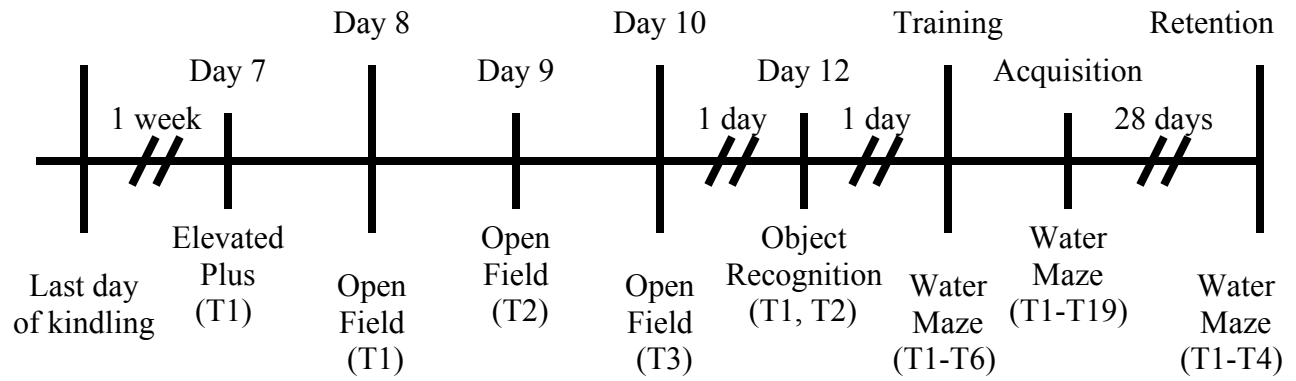 Day 8
Day 10
Training
Retention
Day 7
Day 9
Day 12
Acquisition
1 week
1 day
1 day
28 days
Last day
of kindling
Elevated
Plus
(T1)
Open
Field
(T1)
Open
Field
(T2)
Open
Field
(T3)
Object
Recognition
(T1, T2)
Water
Maze
(T1-T6)
Water
Maze
(T1-T19)
Water
Maze
(T1-T4)